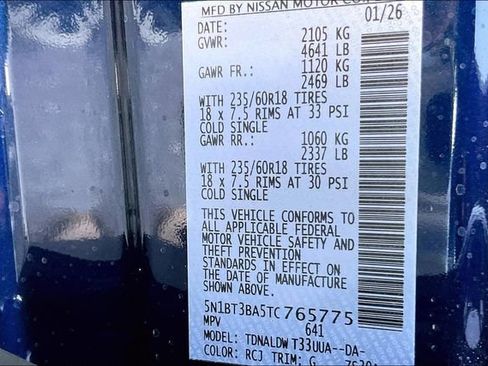 MFD BY NISSAN MOTOR CO.
DATE: 01/26
GVWR: 2105 KG
4641 LB
GAWR FR.: 1120 KG
2469 LB
WITH 235/60R18 TIRES
18 x 7.5 RIMS AT 33 PSI
COLD SINGLE
GAWR RR.: 1060 KG
2337 LB
WITH 235/60R18 TIRES
18 x 7.5 RIMS AT 30 PSI
COLD SINGLE
THIS VEHICLE CONFORMS TO
ALL APPLICABLE FEDERAL
MOTOR VEHICLE SAFETY AND
THEFT PREVENTION
STANDARDS IN EFFECT ON
THE DATE OF MANUFACTURE
SHOWN ABOVE.
5N1BT3BA5TC765775
MPV 641
MODEL: TDNALDW T33UUA--DA-
COLOR: RCJ TRIM: G